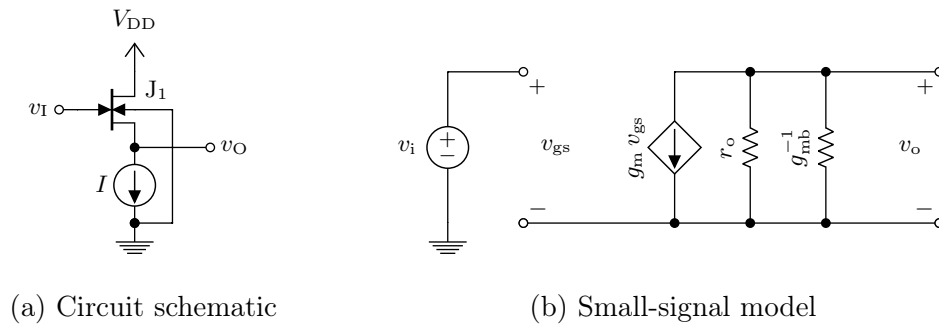 V_DD
J_1
v_I
v_O
I
(a) Circuit schematic
+
−
v_i
+
−
v_gs
g_m v_gs
r_o
g_mb^−1
+
v_o
−
(b) Small-signal model